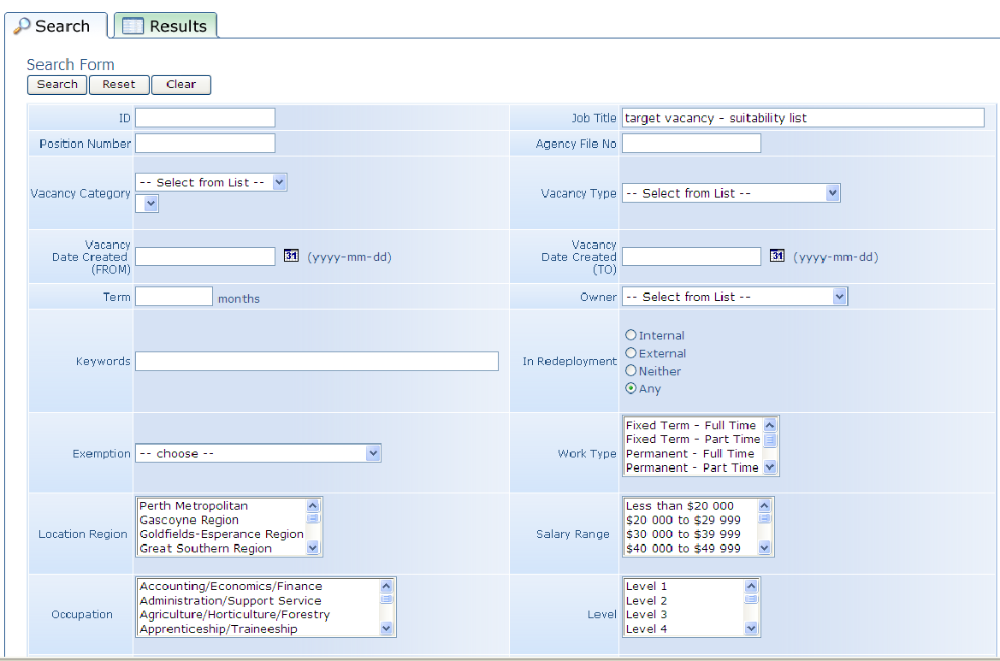 Search
Results
Search Form
Search Reset Clear
ID
Job Title target vacancy - suitability list
Position Number
Agency File No
Vacancy Category -- Select from List --
Vacancy Type -- Select from List --
Vacancy
Date Created
(FROM)
31 (yyyy-mm-dd)
Vacancy
Date Created
(TO)
31 (yyyy-mm-dd)
Term months
Owner -- Select from List --
Keywords
In Redeployment
Internal
External
Neither
Any
Exemption -- choose --
Work Type
Fixed Term - Full Time
Fixed Term - Part Time
Permanent - Full Time
Permanent - Part Time
Location Region
Perth Metropolitan
Gascoyne Region
Goldfields-Esperance Region
Great Southern Region
Salary Range
Less than $20 000
$20 000 to $29 999
$30 000 to $39 999
$40 000 to $49 999
Occupation
Accounting/Economics/Finance
Administration/Support Service
Agriculture/Horticulture/Forestry
Apprenticeship/Traineeship
Level
Level 1
Level 2
Level 3
Level 4